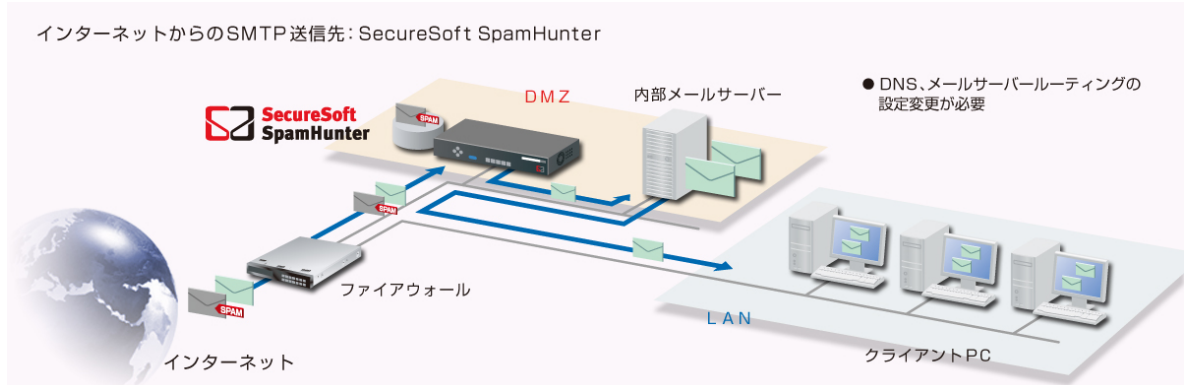 インターネットからのSMTP送信先：SecureSoft SpamHunter
● DNS、メールサーバールーティングの
設定変更が必要
DMZ
内部メールサーバー
SecureSoft
SpamHunter
SPAM
SPAM
ファイアウォール
SPAM
LAN
インターネット
クライアントPC